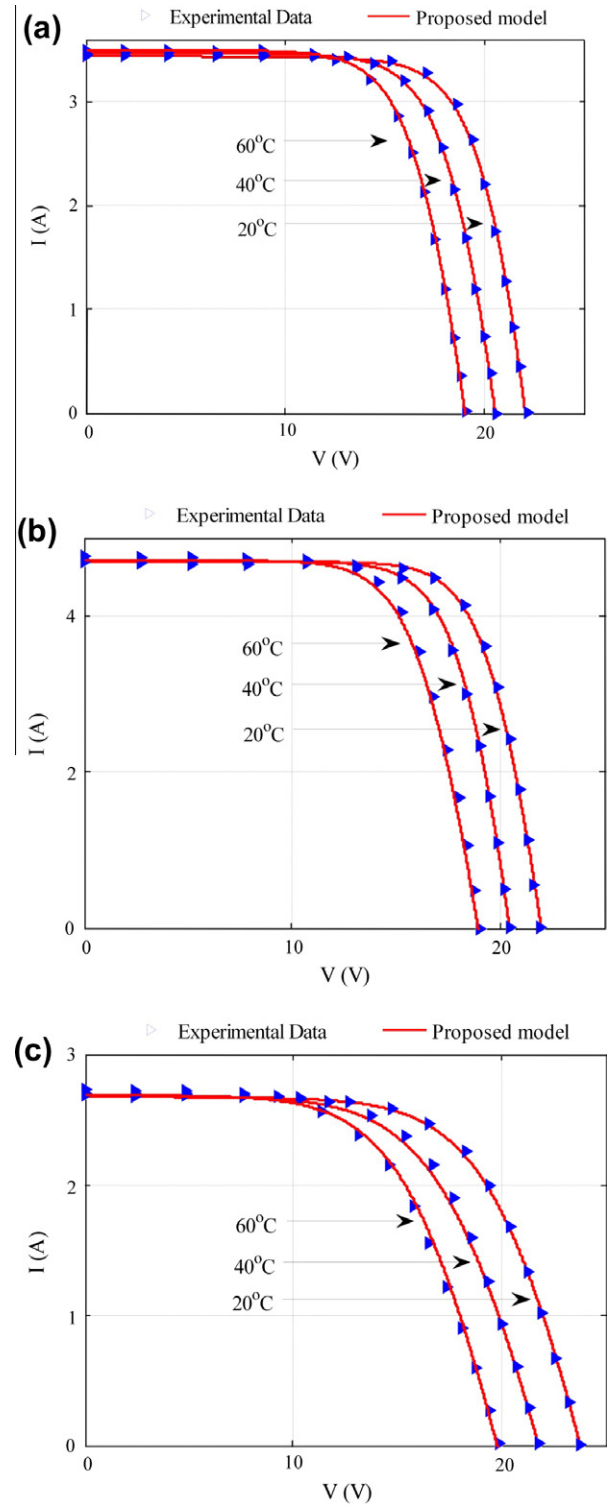 (a)
Experimental Data
Proposed model
3
2
1
0
I (A)
60°C
40°C
20°C
0
10
20
V (V)
(b)
Experimental Data
Proposed model
4
2
0
I (A)
60°C
40°C
20°C
0
10
20
V (V)
(c)
Experimental Data
Proposed model
3
2
1
0
I (A)
60°C
40°C
20°C
0
10
20
V (V)